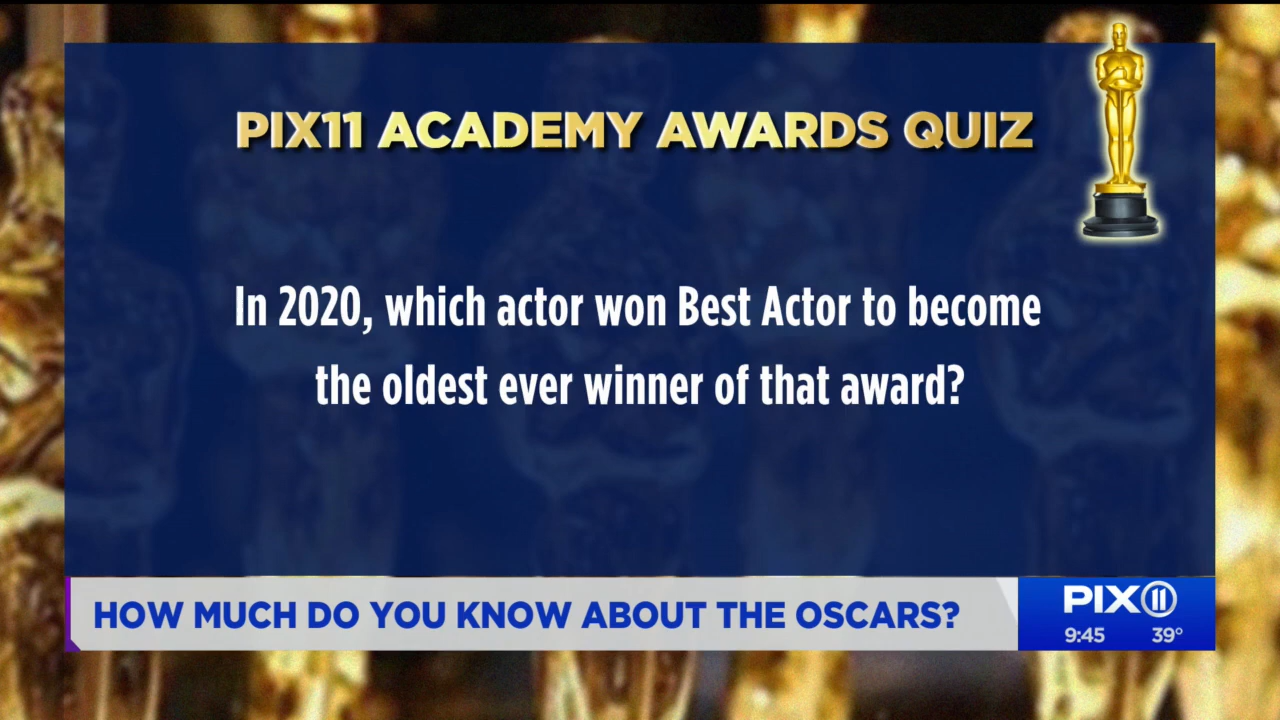 PIX11 ACADEMY AWARDS QUIZ
In 2020, which actor won Best Actor to become
the oldest ever winner of that award?
HOW MUCH DO YOU KNOW ABOUT THE OSCARS?
PIX11
9:45 39°